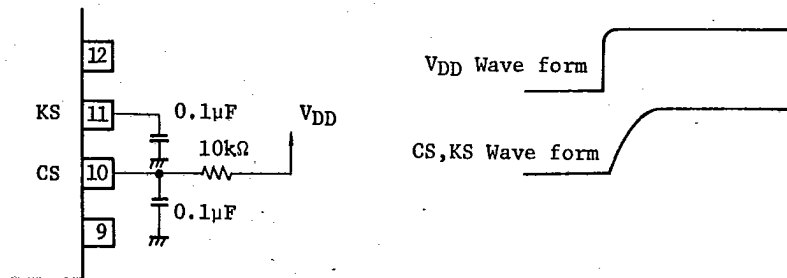 12
KS 11 0.1μF VDD
10kΩ
CS 10
0.1μF
9
VDD Wave form
CS,KS Wave form